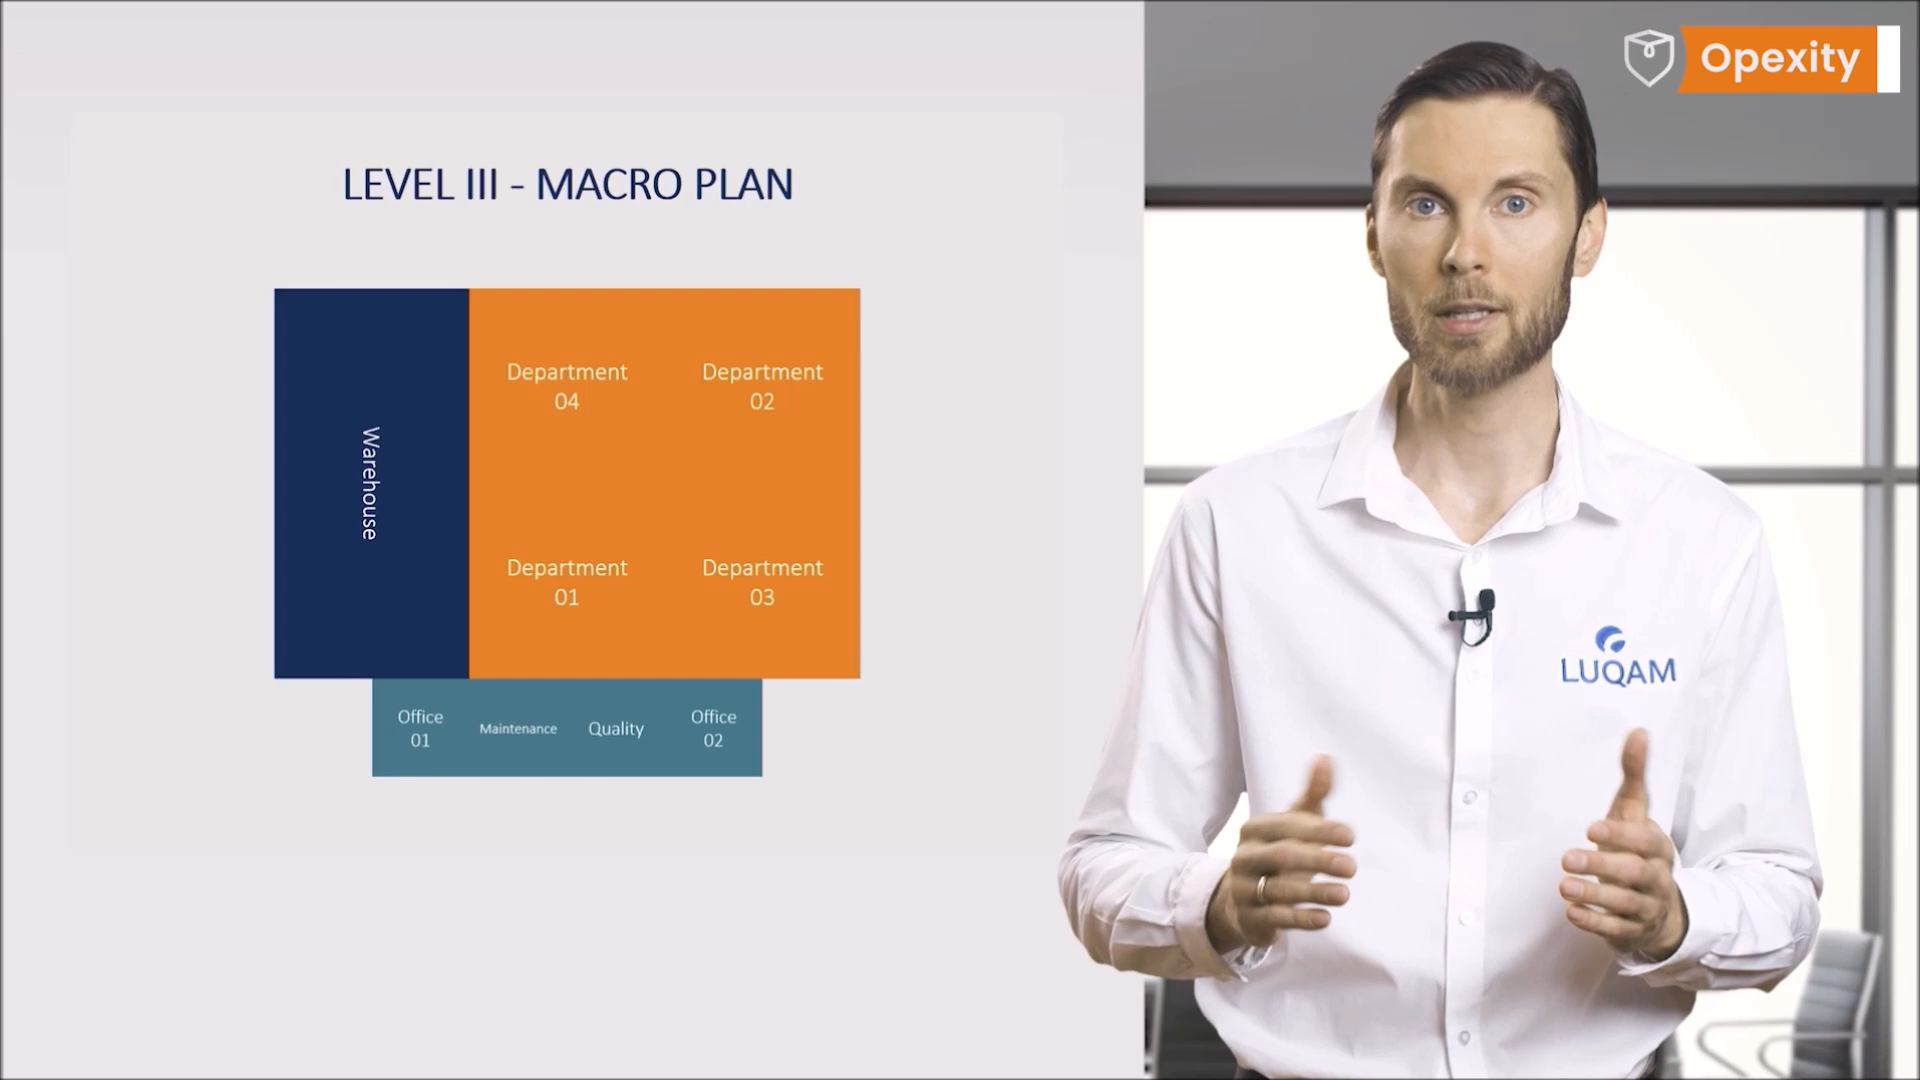 Opexity
LEVEL III - MACRO PLAN
Warehouse
Department
04
Department
02
Department
01
Department
03
Office
01
Maintenance
Quality
Office
02
LUQAM